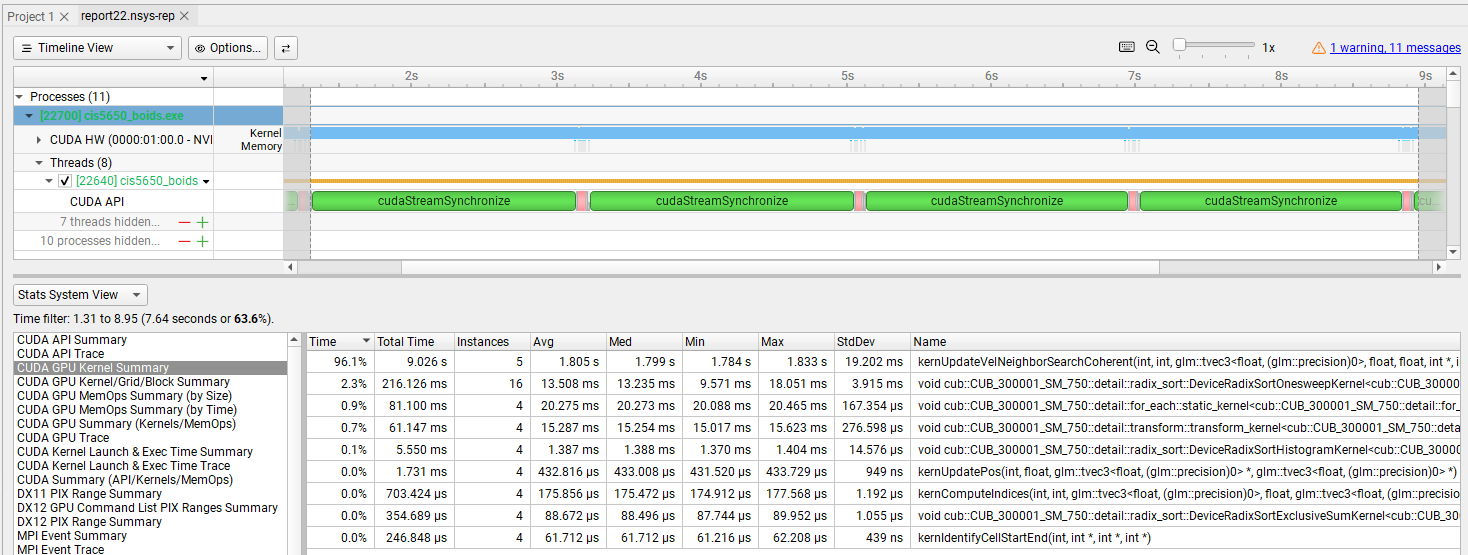 Project 1 report22.nsys-rep
Timeline View Options... 1x 1 warning, 11 messages
2s 3s 4s 5s 6s 7s 8s 9s
Processes (11)
[22700] cis5650_boids.exe
CUDA HW (0000:01:00.0 - NVI Kernel
Memory
Threads (8)
[22640] cis5650_boids
CUDA API cudaStreamSynchronize cudaStreamSynchronize cudaStreamSynchronize cudaStreamSynchronize cu...
7 threads hidden...
10 processes hidden...
Stats System View
Time filter: 1.31 to 8.95 (7.64 seconds or 63.6%).
CUDA API Summary
CUDA API Trace
CUDA GPU Kernel Summary
CUDA GPU Kernel/Grid/Block Summary
CUDA GPU MemOps Summary (by Size)
CUDA GPU MemOps Summary (by Time)
CUDA GPU Summary (Kernels/MemOps)
CUDA GPU Trace
CUDA Kernel Launch & Exec Time Summary
CUDA Kernel Launch & Exec Time Trace
CUDA Summary (API/Kernels/MemOps)
DX11 PIX Range Summary
DX12 GPU Command List PIX Ranges Summary
DX12 PIX Range Summary
MPI Event Summary
MPI Event Trace
Time Total Time Instances Avg Med Min Max StdDev Name
96.1% 9.026 s 5 1.805 s 1.799 s 1.784 s 1.833 s 19.202 ms kernUpdateVelNeighborSearchCoherent(int, int, glm::tvec3<float, (glm::precision)0>, float, float, int *, i
2.3% 216.126 ms 16 13.508 ms 13.235 ms 9.571 ms 18.051 ms 3.915 ms void cub::CUB_300001_SM_750::detail::radix_sort::DeviceRadixSortOnesweepKernel<cub::CUB_3000
0.9% 81.100 ms 4 20.275 ms 20.273 ms 20.088 ms 20.465 ms 167.354 µs void cub::CUB_300001_SM_750::detail::for_each::static_kernel<cub::CUB_300001_SM_750::detail::for_
0.7% 61.147 ms 4 15.287 ms 15.254 ms 15.017 ms 15.623 ms 276.598 µs void cub::CUB_300001_SM_750::detail::transform::transform_kernel<cub::CUB_300001_SM_750::deta
0.1% 5.550 ms 4 1.387 ms 1.388 ms 1.370 ms 1.404 ms 14.576 µs void cub::CUB_300001_SM_750::detail::radix_sort::DeviceRadixSortHistogramKernel<cub::CUB_3000
0.0% 1.731 ms 4 432.816 µs 433.008 µs 431.520 µs 433.729 µs 949 ns kernUpdatePos(int, float, glm::tvec3<float, (glm::precision)0> *, glm::tvec3<float, (glm::precision)0> *)
0.0% 703.424 µs 4 175.856 µs 175.472 µs 174.912 µs 177.568 µs 1.192 µs kernComputeIndices(int, int, glm::tvec3<float, (glm::precision)0>, float, glm::tvec3<float, (glm::precision
0.0% 354.689 µs 4 88.672 µs 88.496 µs 87.744 µs 89.952 µs 1.055 µs void cub::CUB_300001_SM_750::detail::radix_sort::DeviceRadixSortExclusiveSumKernel<cub::CUB_30
0.0% 246.848 µs 4 61.712 µs 61.712 µs 61.216 µs 62.208 µs 439 ns kernIdentifyCellStartEnd(int, int *, int *, int *)